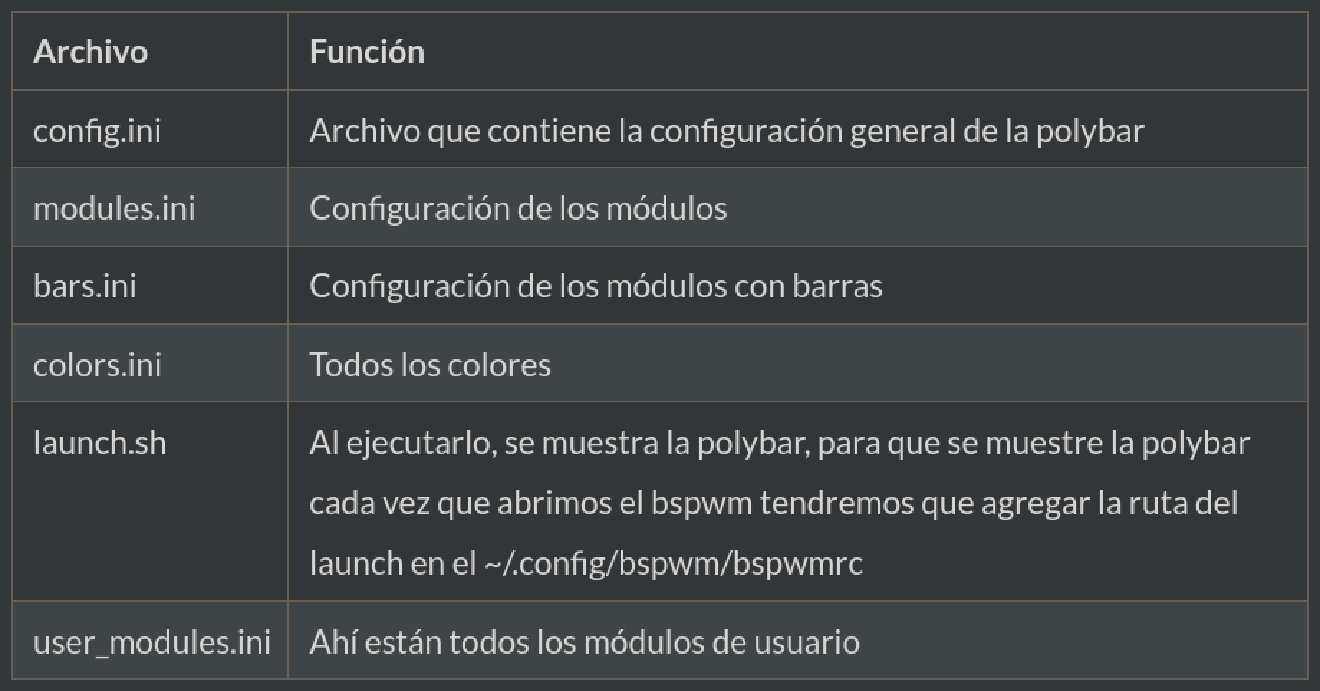 Archivo Función
config.ini Archivo que contiene la configuración general de la polybar
modules.ini Configuración de los módulos
bars.ini Configuración de los módulos con barras
colors.ini Todos los colores
launch.sh Al ejecutarlo, se muestra la polybar, para que se muestre la polybar
cada vez que abrimos el bspwm tendremos que agregar la ruta del
launch en el ~/.config/bspwm/bspwmrc
user_modules.ini Ahí están todos los módulos de usuario